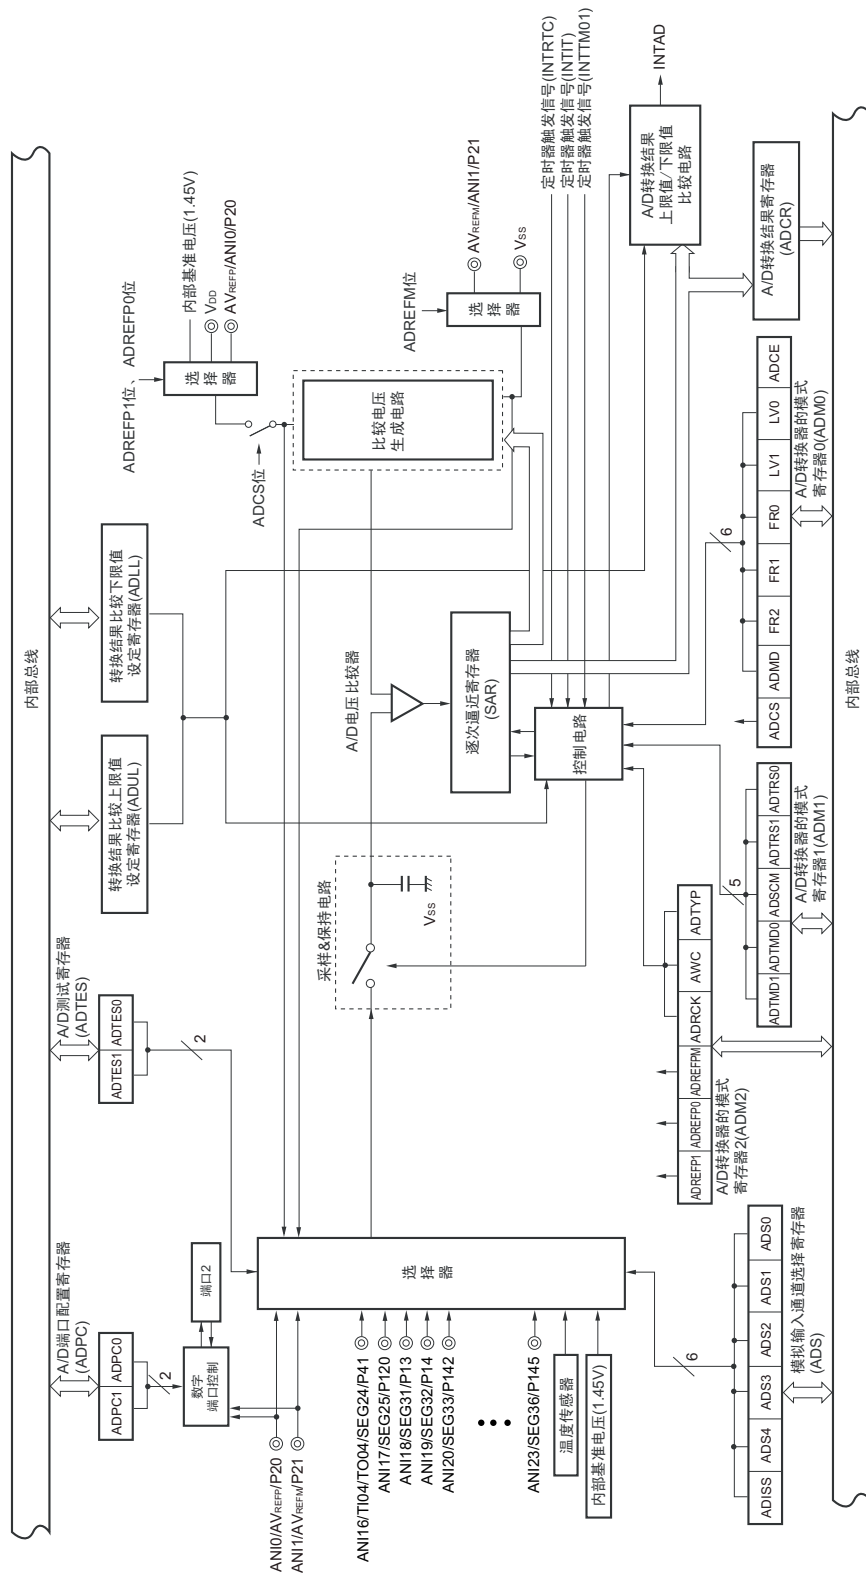 内部总线
A/D端口配置寄存器
(ADPC)
ADPC1
ADPC0
2
数字
端口控制
端口2
A/D测试寄存器
(ADTES)
ADTES1
ADTES0
2
转换结果比较上限值
设定寄存器(ADUL)
转换结果比较下限值
设定寄存器(ADLL)
ADREFP1位、ADREFP0位
内部基准电压(1.45V)
VDD
AVREFP/ANI0/P20
选择器
ADCS位
比较电压
生成电路
ADREFM位
选择器
AVREFM/ANI1/P21
VSS
ANI0/AVREFP/P20
ANI1/AVREFM/P21
ANI16/TI04/TO04/SEG24/P41
ANI17/SEG25/P120
ANI18/SEG31/P13
ANI19/SEG32/P14
ANI20/SEG33/P142
ANI23/SEG36/P145
温度传感器
内部基准电压(1.45V)
选择器
采样&保持电路
VSS
A/D电压比较器
逐次逼近寄存器
(SAR)
控制电路
定时器触发信号(INTRTC)
定时器触发信号(INTIT)
定时器触发信号(INTTM01)
A/D转换结果
上限值/下限值
比较电路
INTAD
A/D转换结果寄存器
(ADCR)
6
ADISS
ADS4
ADS3
ADS2
ADS1
ADS0
模拟输入通道选择寄存器
(ADS)
ADREFP1
ADREFP0
ADREFPM
ADRCK
AWC
ADTYP
A/D转换器的模式
寄存器2(ADM2)
5
ADTMD1
ADTMD0
ADSCM
ADTRS1
ADTRS0
A/D转换器的模式
寄存器1(ADM1)
6
ADCS
ADMD
FR2
FR1
FR0
LV1
LV0
ADCE
A/D转换器的模式
寄存器0(ADM0)
内部总线